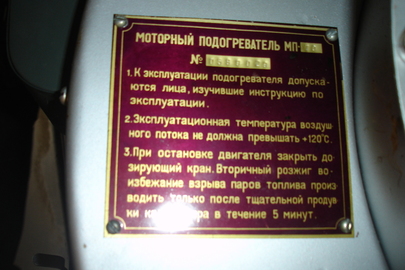 МОТОРНЫЙ ПОДОГРЕВАТЕЛЬ МП-
№
1. К эксплуатации подогревателя допуска-
ются лица, изучившие инструкцию по
эксплуатации.
2. Эксплуатационная температура воздуш-
ного потока не должна превышать +120°С.
3. При остановке двигателя закрыть до
зирующий кран. Вторичный розжиг во-
избежание взрыва паров топлива произ
водить только после тщательной продув
ки в течение 5 минут.